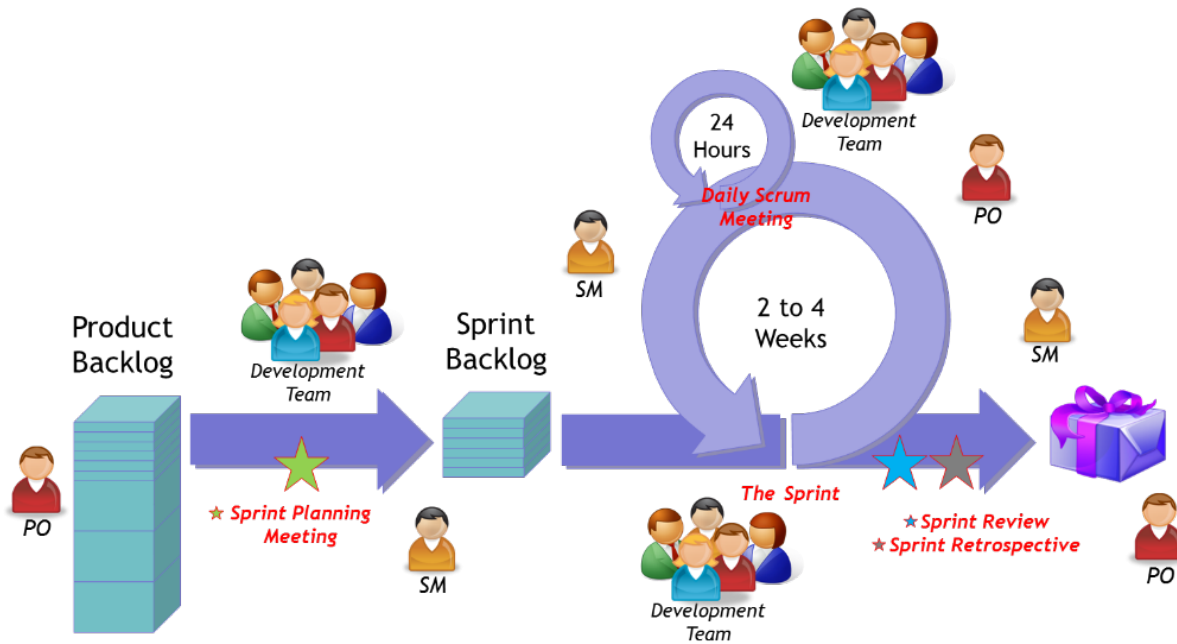 24
Hours
Development
Team
Daily Scrum
Meeting
PO
SM
2 to 4
Weeks
SM
Product
Backlog
Development
Team
Sprint
Backlog
PO
Sprint Planning
Meeting
SM
The Sprint
Sprint Review
Sprint Retrospective
Development
Team
PO